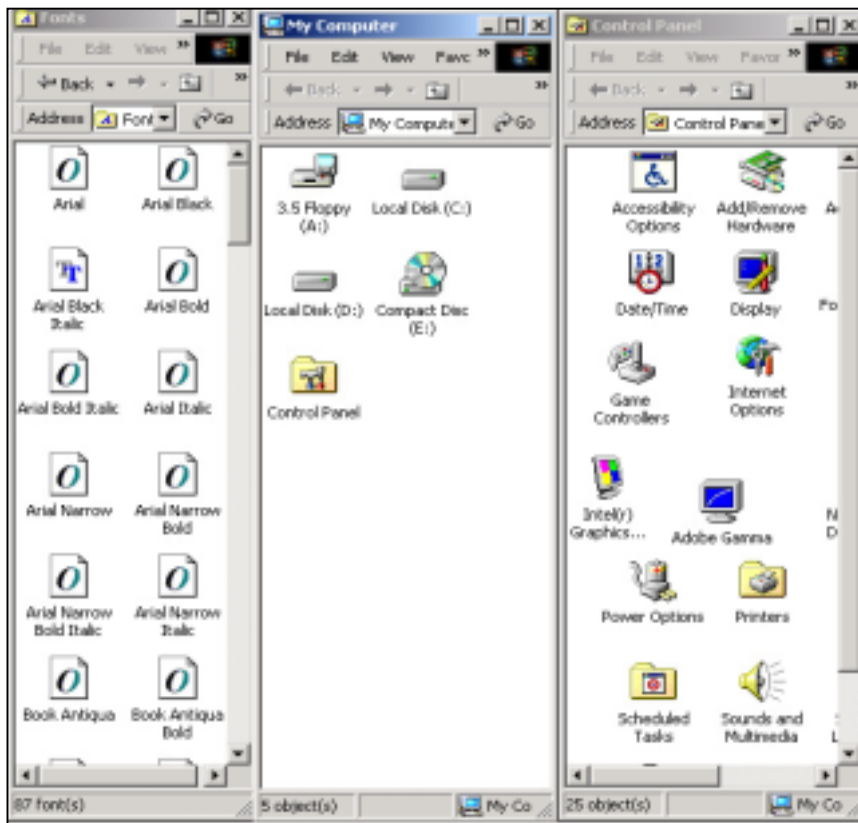 Fonts
File Edit View »
Back »
Address Font Go
Arial
Arial Black
Arial Black
Italic
Arial Bold
Arial Bold Italic
Arial Italic
Arial Narrow
Arial Narrow
Bold
Arial Narrow
Bold Italic
Arial Narrow
Italic
Book Antiqua
Book Antiqua
Bold
87 font(s)
My Computer
File Edit View Favc »
Back »
Address My Compute Go
3.5 Floppy
(A:)
Local Disk (C:)
Local Disk (D:)
Compact Disc
(E:)
Control Panel
5 object(s) My Co
Control Panel
File Edit View Favor »
Back »
Address Control Pane Go
Accessibility
Options
Add/Remove
Hardware
Date/Time
Display
Fo
Game
Controllers
Internet
Options
Intel(r)
Graphics...
Adobe Gamma
N
D
Power Options
Printers
Scheduled
Tasks
Sounds and
Multimedia
L
25 object(s) My Co